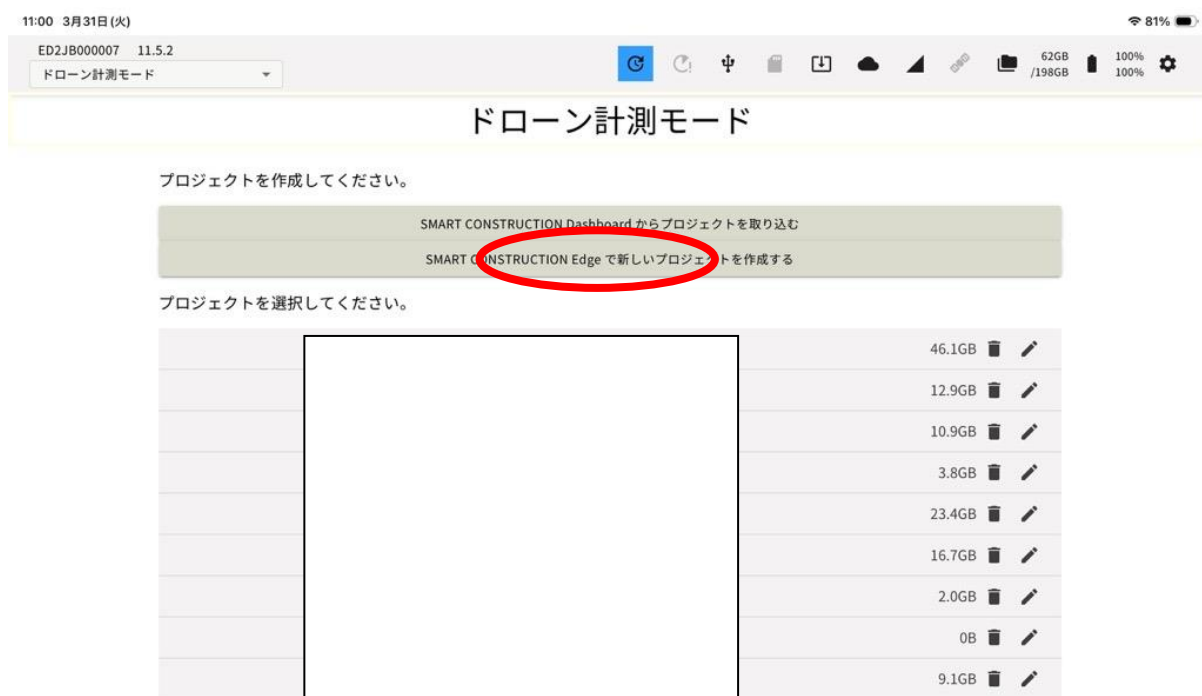 11:00 3月31日(火)
81%
ED2JB000007 11.5.2
ドローン計測モード
62GB
/198GB
100%
100%
ドローン計測モード
プロジェクトを作成してください。
SMART CONSTRUCTION Dashboard からプロジェクトを取り込む
SMART CONSTRUCTION Edge で新しいプロジェクトを作成する
プロジェクトを選択してください。
46.1GB
12.9GB
10.9GB
3.8GB
23.4GB
16.7GB
2.0GB
0B
9.1GB